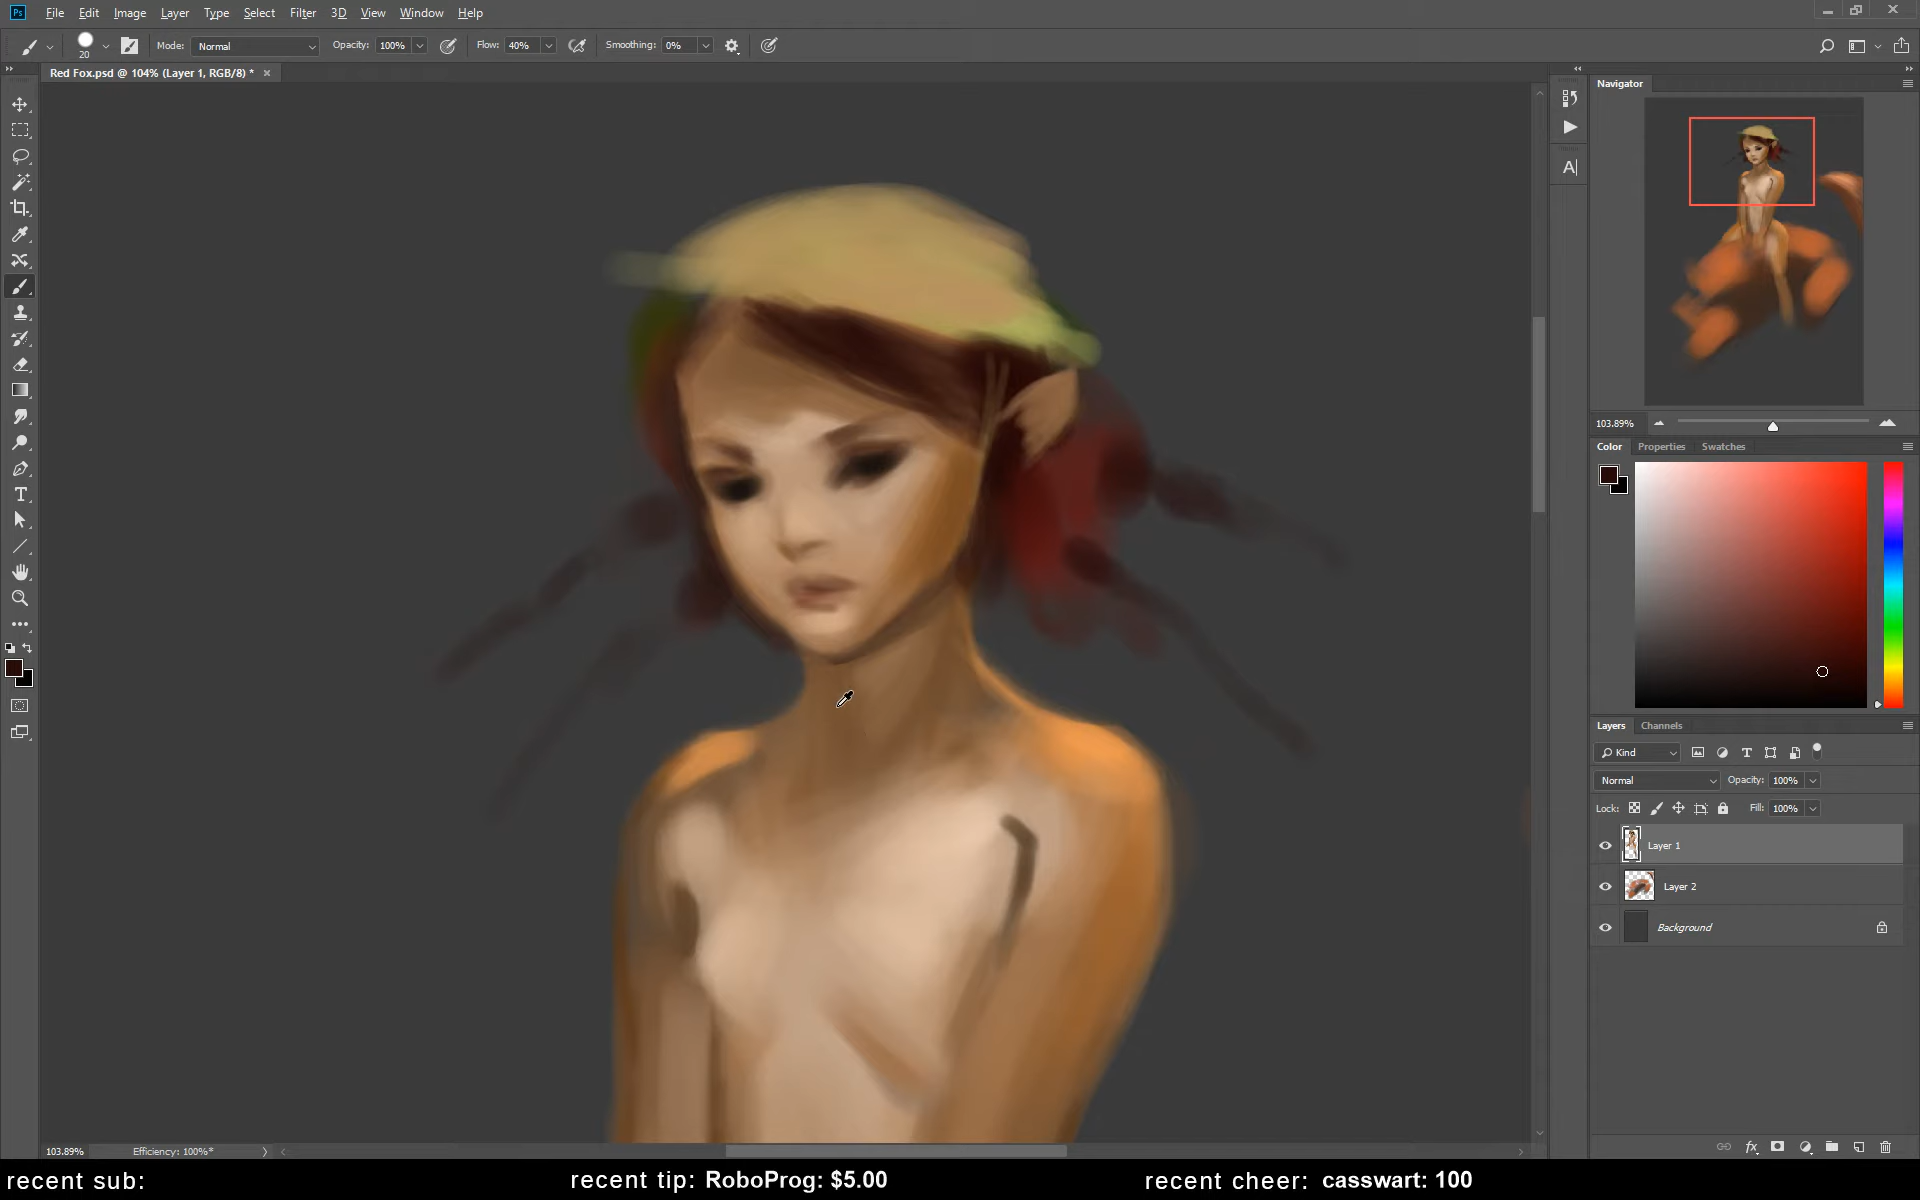 Ps File Edit Image Layer Type Select Filter 3D View Window Help
20 Mode: Normal Opacity: 100% Flow: 40% Smoothing: 0%
Red Fox.psd @ 104% (Layer 1, RGB/8) * ×
Navigator
103.89%
Color Properties Swatches
Layers Channels
Kind
Normal Opacity: 100%
Lock: Fill: 100%
Layer 1
Layer 2
Background
103.89% Efficiency: 100%*
recent sub: recent tip: RoboProg: $5.00 recent cheer: casswart: 100